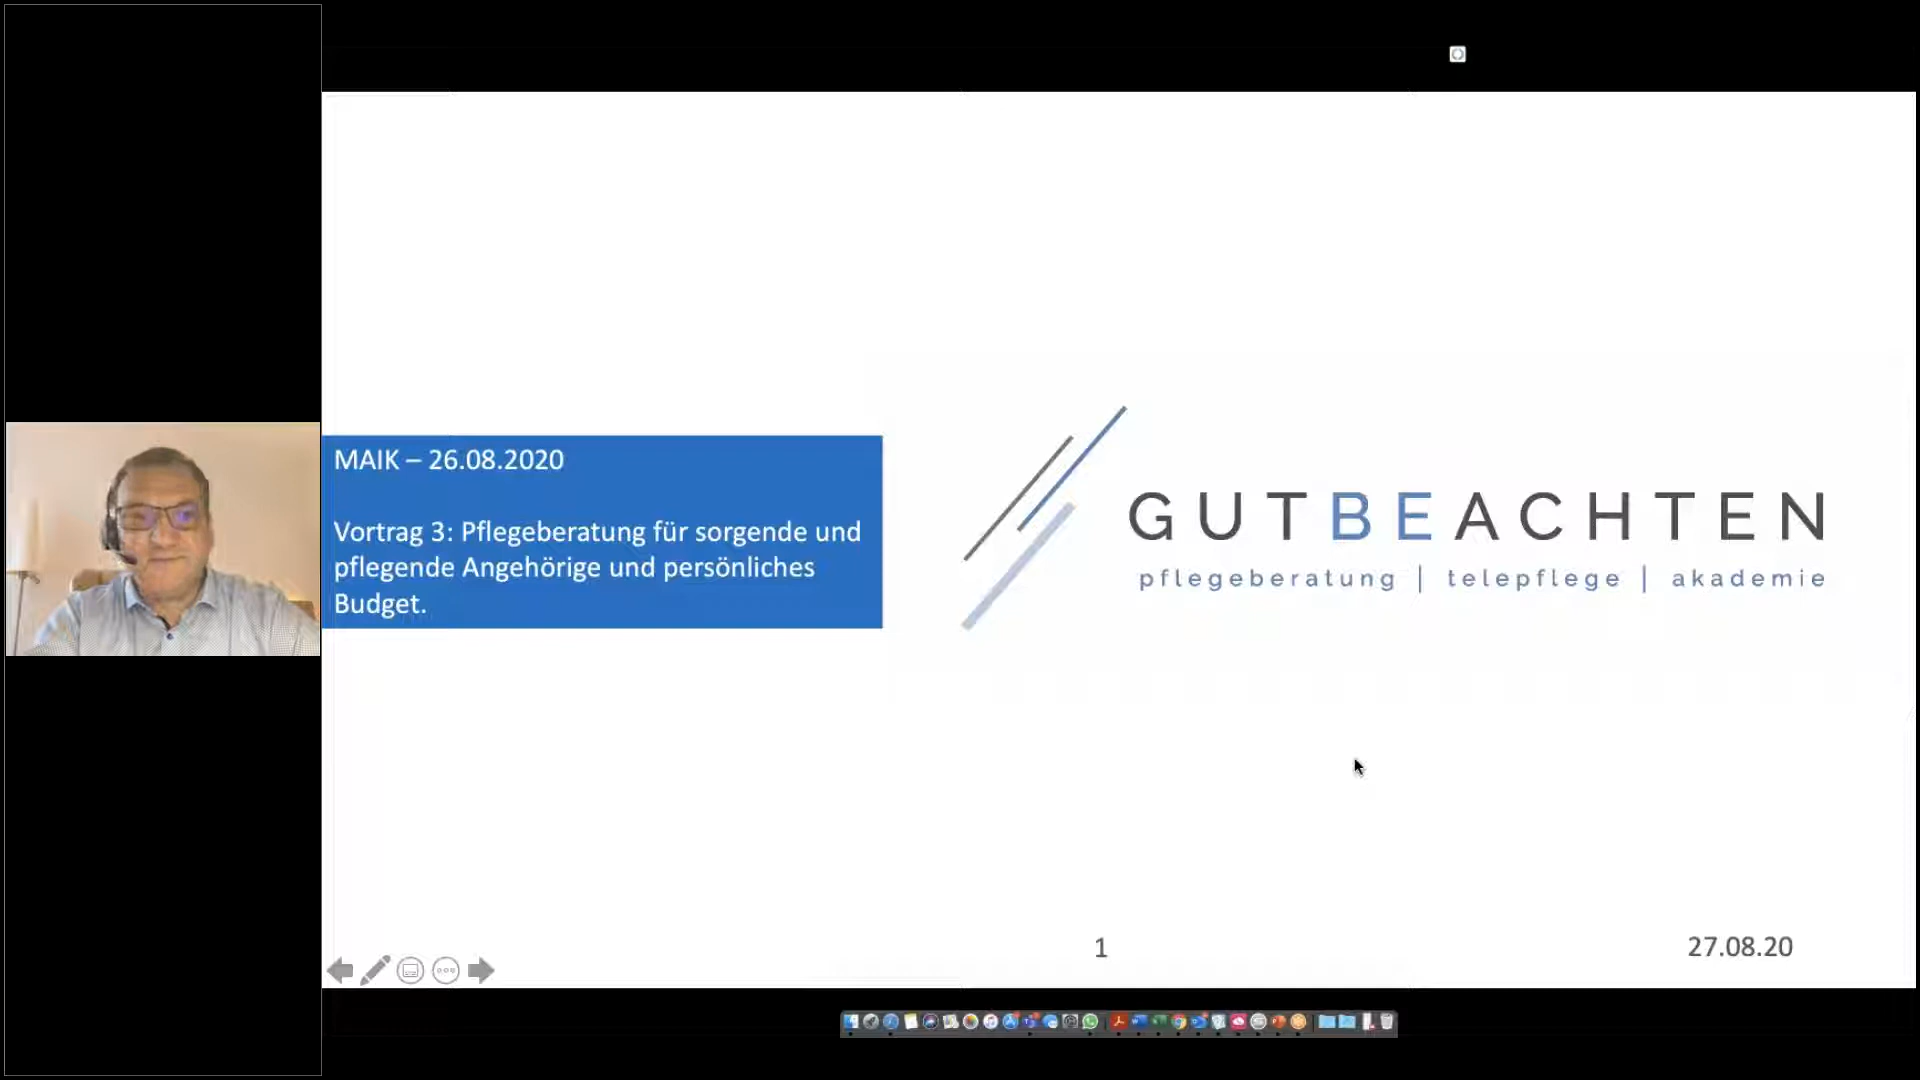 MAIK – 26.08.2020
Vortrag 3: Pflegeberatung für sorgende und
pflegende Angehörige und persönliches
Budget.
GUTBEACHTEN
pflegeberatung | telepflege | akademie
1
27.08.20